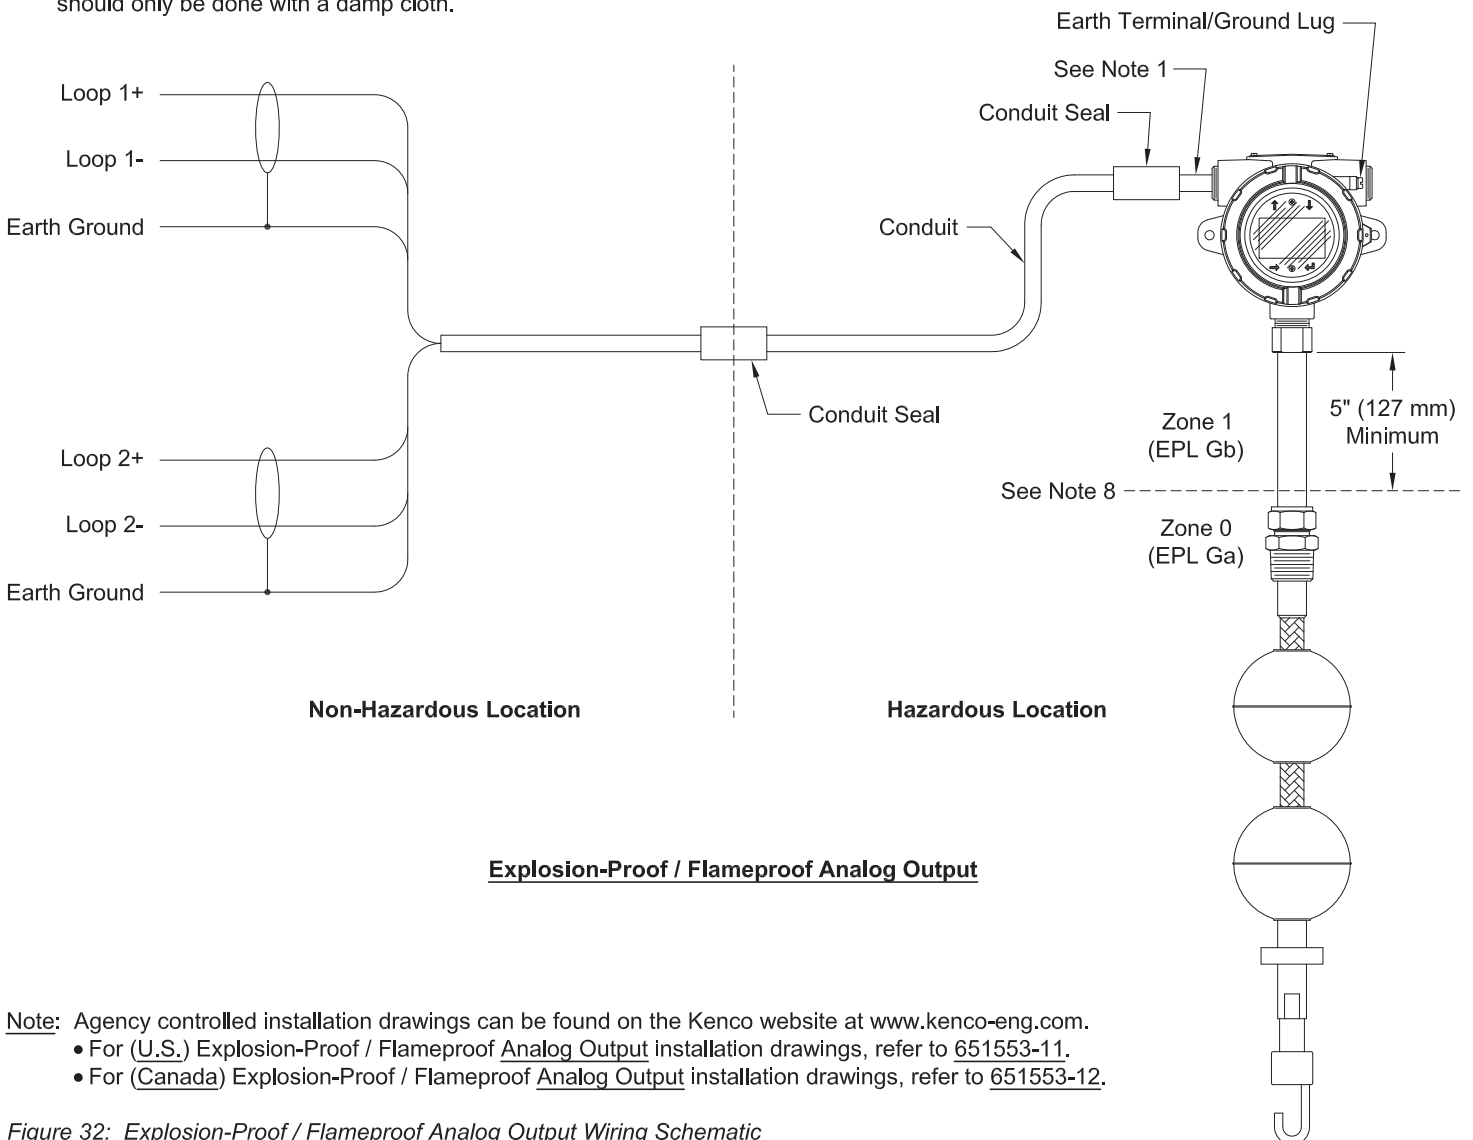 should only be done with a damp cloth.
Earth Terminal/Ground Lug
See Note 1
Conduit Seal
Loop 1+
Loop 1-
Earth Ground
Conduit
Conduit Seal
Zone 1
(EPL Gb)
5" (127 mm)
Minimum
See Note 8
Zone 0
(EPL Ga)
Loop 2+
Loop 2-
Earth Ground
Non-Hazardous Location
Hazardous Location
Explosion-Proof / Flameproof Analog Output
Note: Agency controlled installation drawings can be found on the Kenco website at www.kenco-eng.com.
• For (U.S.) Explosion-Proof / Flameproof Analog Output installation drawings, refer to 651553-11.
• For (Canada) Explosion-Proof / Flameproof Analog Output installation drawings, refer to 651553-12.
Figure 32: Explosion-Proof / Flameproof Analog Output Wiring Schematic